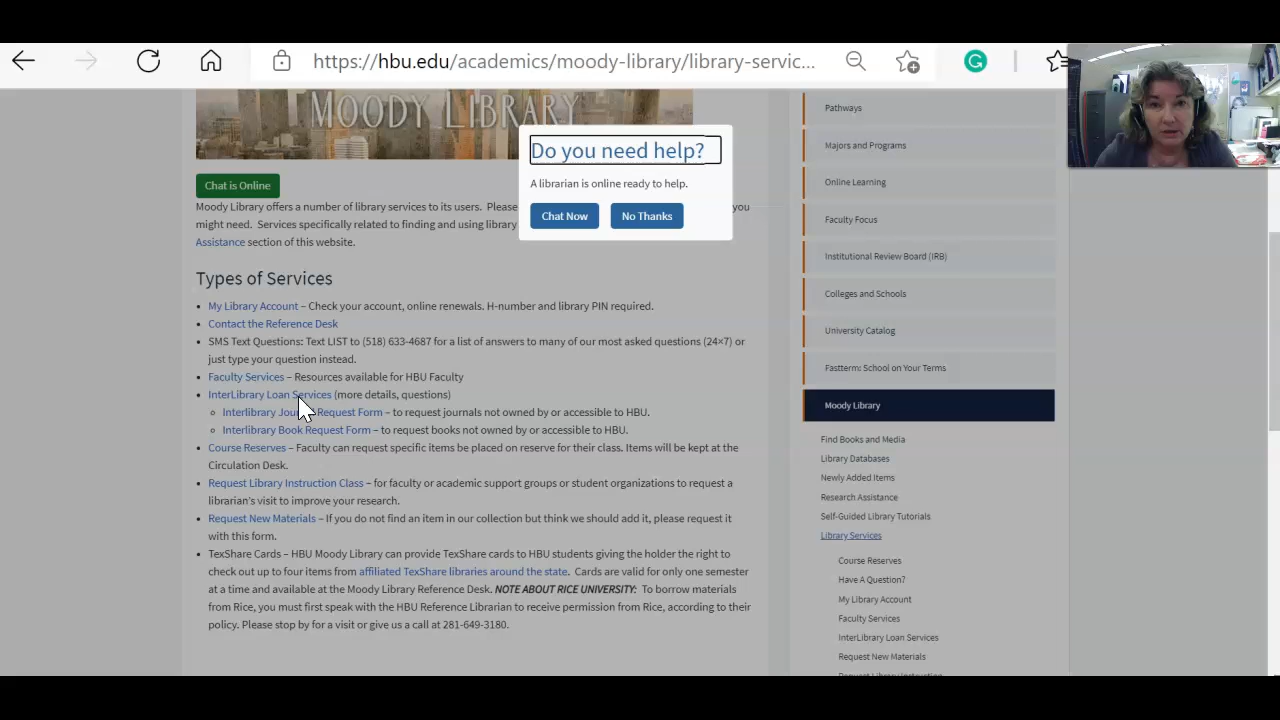 https://hbu.edu/academics/moody-library/library-servic...
MOODY LIBRARY
Do you need help?
A librarian is online ready to help.
Chat Now
No Thanks
Chat is Online
Moody Library offers a number of library services to its users. Please you
might need. Services specifically related to finding and using library
Assistance section of this website.
Types of Services
• My Library Account – Check your account, online renewals. H-number and library PIN required.
• Contact the Reference Desk
• SMS Text Questions: Text LIST to (518) 633-4687 for a list of answers to many of our most asked questions (24×7) or
just type your question instead.
• Faculty Services – Resources available for HBU Faculty
• InterLibrary Loan Services (more details, questions)
Interlibrary Request Form – to request journals not owned by or accessible to HBU.
Interlibrary Book Request Form – to request books not owned by or accessible to HBU.
• Course Reserves – Faculty can request specific items be placed on reserve for their class. Items will be kept at the
Circulation Desk.
• Request Library Instruction Class – for faculty or academic support groups or student organizations to request a
librarian's visit to improve your research.
• Request New Materials – If you do not find an item in our collection but think we should add it, please request it
with this form.
• TexShare Cards – HBU Moody Library can provide TexShare cards to HBU students giving the holder the right to
check out up to four items from affiliated TexShare libraries around the state. Cards are valid for only one semester
at a time and available at the Moody Library Reference Desk. NOTE ABOUT RICE UNIVERSITY: To borrow materials
from Rice, you must first speak with the HBU Reference Librarian to receive permission from Rice, according to their
policy. Please stop by for a visit or give us a call at 281-649-3180.
Pathways
Majors and Programs
Online Learning
Faculty Focus
Institutional Review Board (IRB)
Colleges and Schools
University Catalog
Fastterm: School on Your Terms
Moody Library
Find Books and Media
Library Databases
Newly Added Items
Research Assistance
Self-Guided Library Tutorials
Library Services
Course Reserves
Have A Question?
My Library Account
Faculty Services
InterLibrary Loan Services
Request New Materials
Request Library Instruction